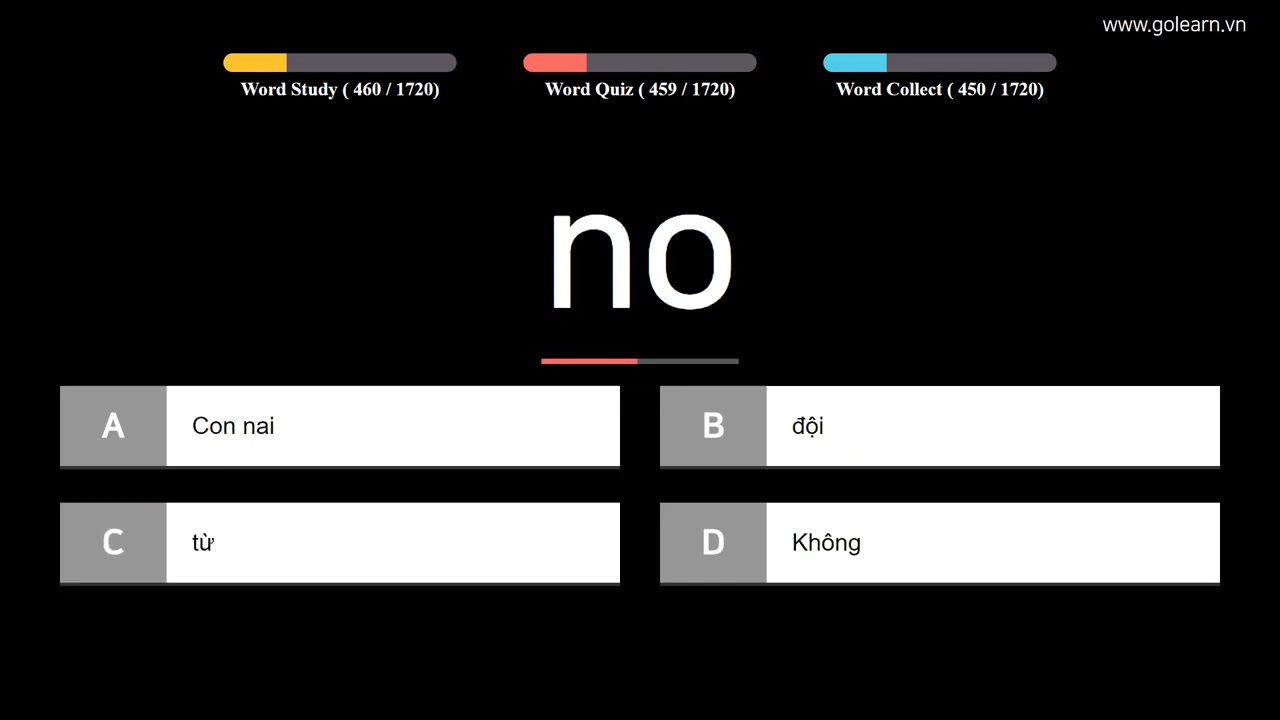 www.golearn.vn
Word Study ( 460 / 1720)
Word Quiz ( 459 / 1720)
Word Collect ( 450 / 1720)
no
A Con nai
B đội
C từ
D Không